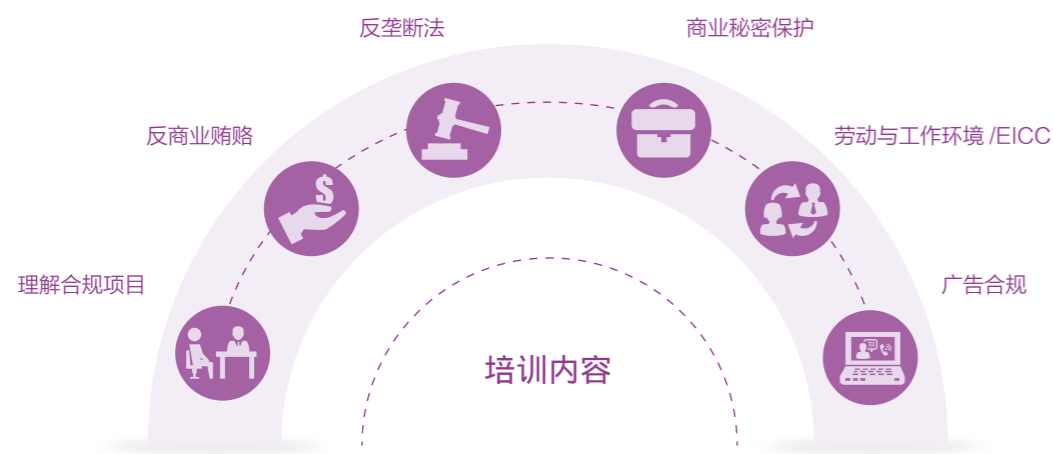 反垄断法
商业秘密保护
反商业贿赂
劳动与工作环境 /EICC
理解合规项目
广告合规
培训内容
$